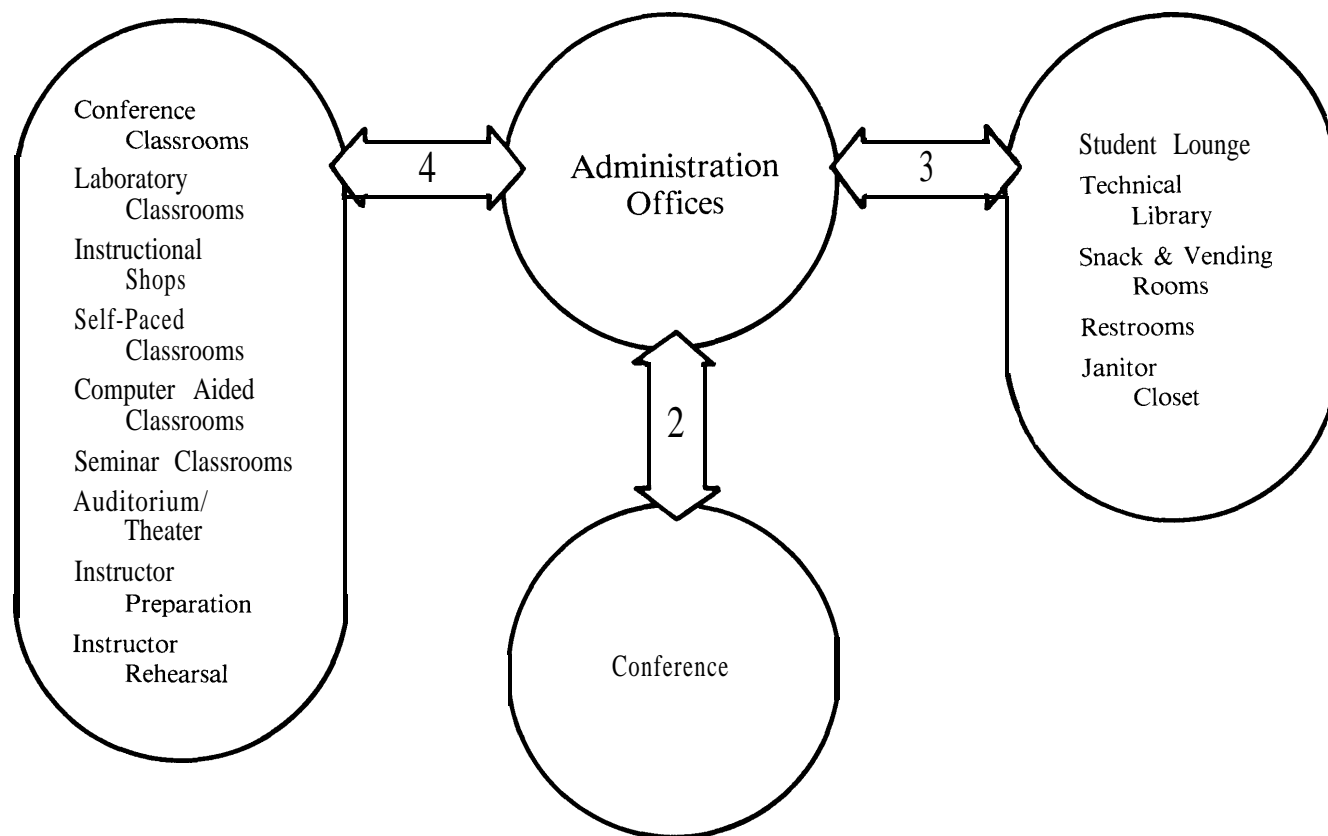 Conference
Classrooms
Laboratory
Classrooms
Instructional
Shops
Self-Paced
Classrooms
Computer Aided
Classrooms
Seminar Classrooms
Auditorium/
Theater
Instructor
Preparation
Instructor
Rehearsal
4
Administration
Offices
3
Student Lounge
Technical
Library
Snack & Vending
Rooms
Restrooms
Janitor
Closet
2
Conference